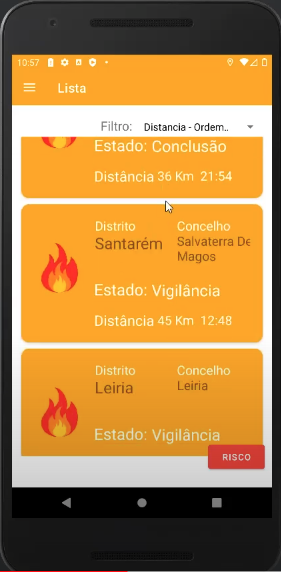 10:57
Lista
Filtro: Distancia - Ordem..
Estado: Conclusão
Distância 36 Km 21:54
Distrito Concelho
Santarém Salvaterra De
Magos
Estado: Vigilância
Distância 45 Km 12:48
Distrito Concelho
Leiria Leiria
Estado: Vigilância
RISCO